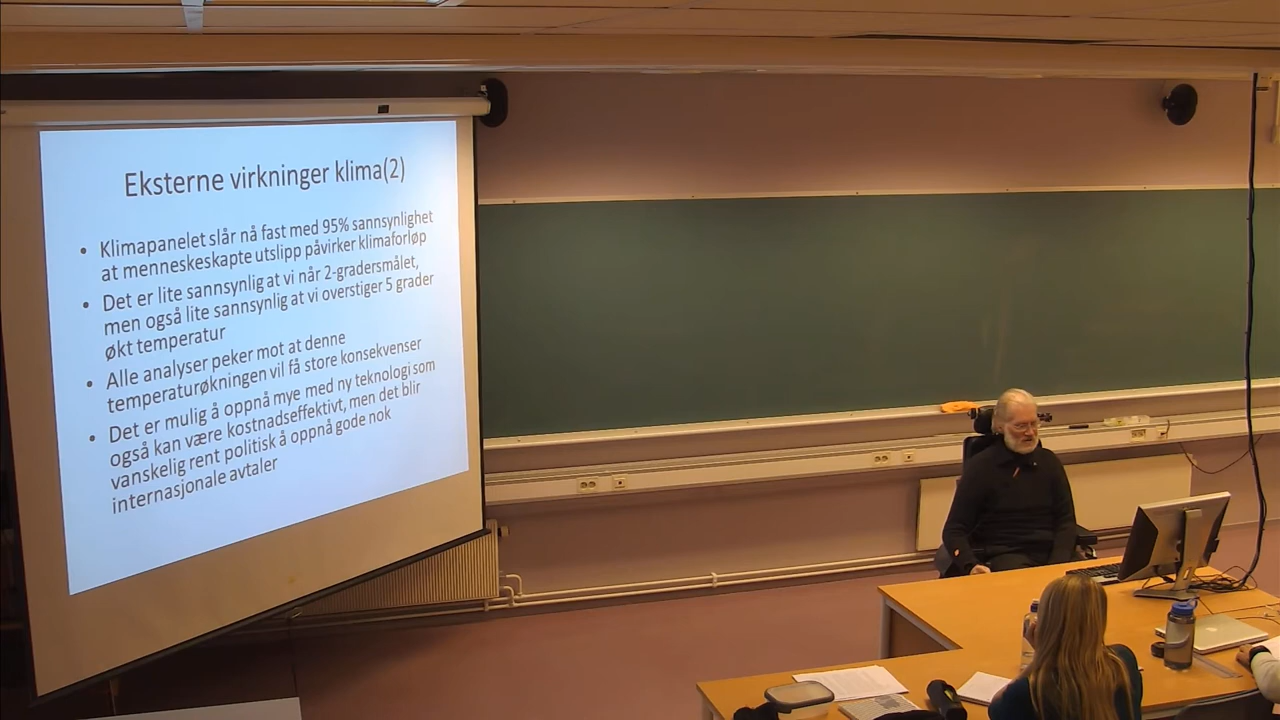 Eksterne virkninger klima(2)
• Klimapanelet slår nå fast med 95% sannsynlighet
at menneskeskapte utslipp påvirker klimaforløp
• Det er lite sannsynlig at vi når 2-gradersmålet,
men også lite sannsynlig at vi overstiger 5 grader
økt temperatur
• Alle analyser peker mot at denne
temperaturøkningen vil få store konsekvenser
• Det er mulig å oppnå mye med ny teknologi som
også kan være kostnadseffektivt, men det blir
vanskelig rent politisk å oppnå gode nok
internasjonale avtaler